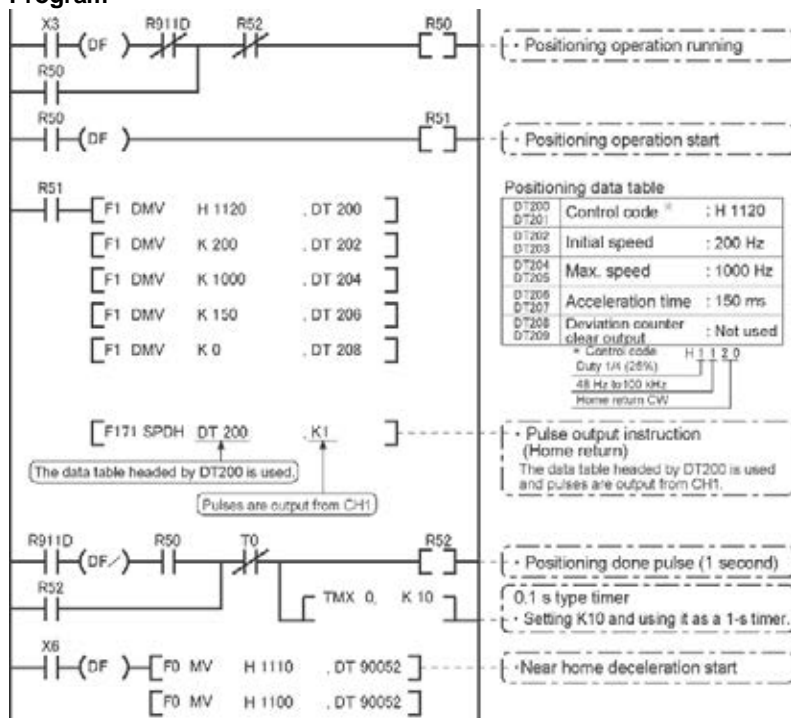 Program
X3 R911D R52 R50
(DF )
· Positioning operation running
R50
R50 R51
(DF )
· Positioning operation start
R51
F1 DMV H 1120 , DT 200
F1 DMV K 200 , DT 202
F1 DMV K 1000 , DT 204
F1 DMV K 150 , DT 206
F1 DMV K 0 , DT 208
Positioning data table
DT200 DT201 Control code * : H 1120
DT202 DT203 Initial speed : 200 Hz
DT204 DT205 Max. speed : 1000 Hz
DT206 DT207 Acceleration time : 150 ms
DT208 DT209 Deviation counter clear output : Not used
* Control code H 1 1 2 0
Duty 1/4 (25%)
48 Hz to 100 kHz
Home return CW
F171 SPDH DT 200 , K1
The data table headed by DT200 is used.
Pulses are output from CH1
· Pulse output instruction
(Home return)
The data table headed by DT200 is used
and pulses are output from CH1.
R911D R50 T0 R52
(DF/ )
· Positioning done pulse (1 second)
R52
TMX 0, K 10
0.1 s type timer
· Setting K10 and using it as a 1-s timer.
X6
(DF ) F0 MV H 1110 , DT 90052
·Near home deceleration start
F0 MV H 1100 , DT 90052